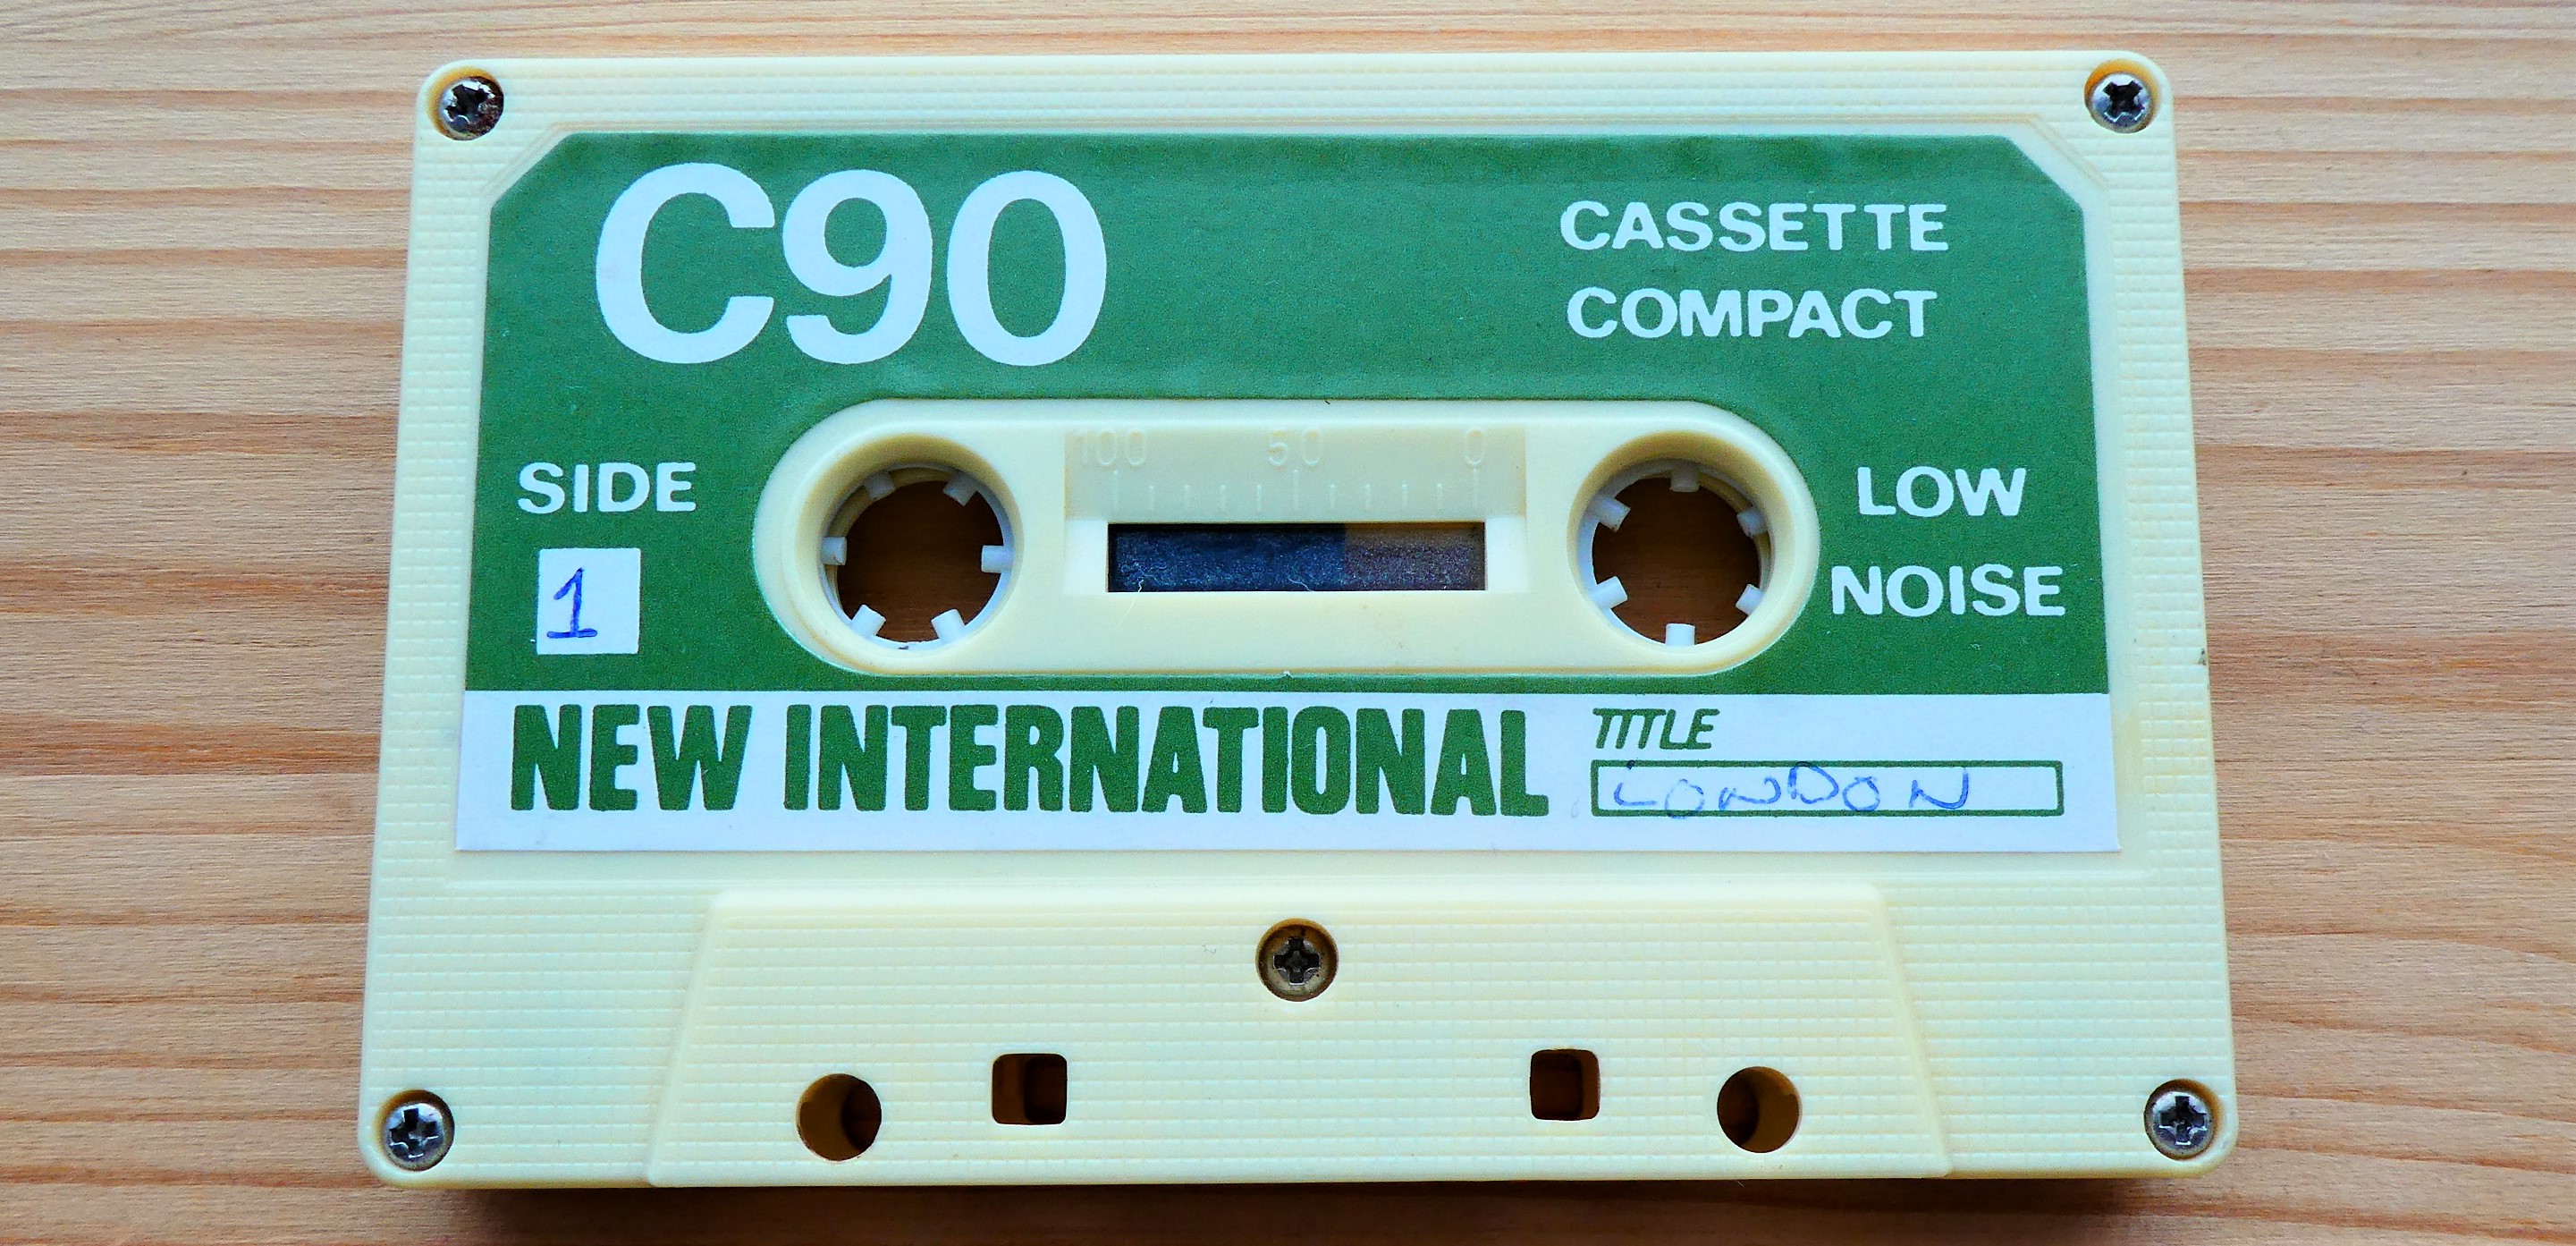 C90
CASSETTE
COMPACT
100 50 0
SIDE
1
LOW
NOISE
NEW INTERNATIONAL
TITLE
LONDON